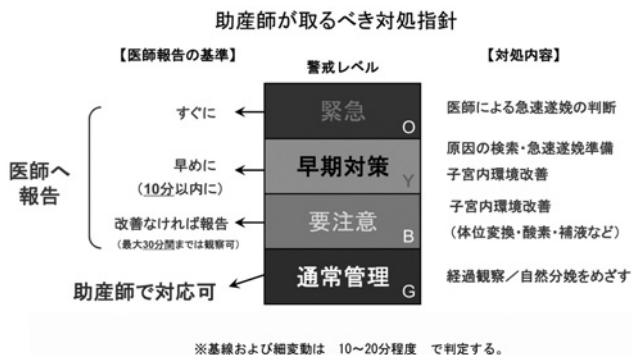 助産師が取るべき対処指針
【医師報告の基準】
警戒レベル
【対処内容】
医師へ
報告
すぐに
緊急
O
医師による急速遂娩の判断
早めに
(10分以内に)
早期対策
Y
原因の検索・急速遂娩準備
子宮内環境改善
改善なければ報告
(最大30分間までは観察可)
要注意
B
子宮内環境改善
(体位変換・酸素・補液など)
助産師で対応可
通常管理
G
経過観察/自然分娩をめざす
※基線および細変動は 10~20分程度 で判定する。